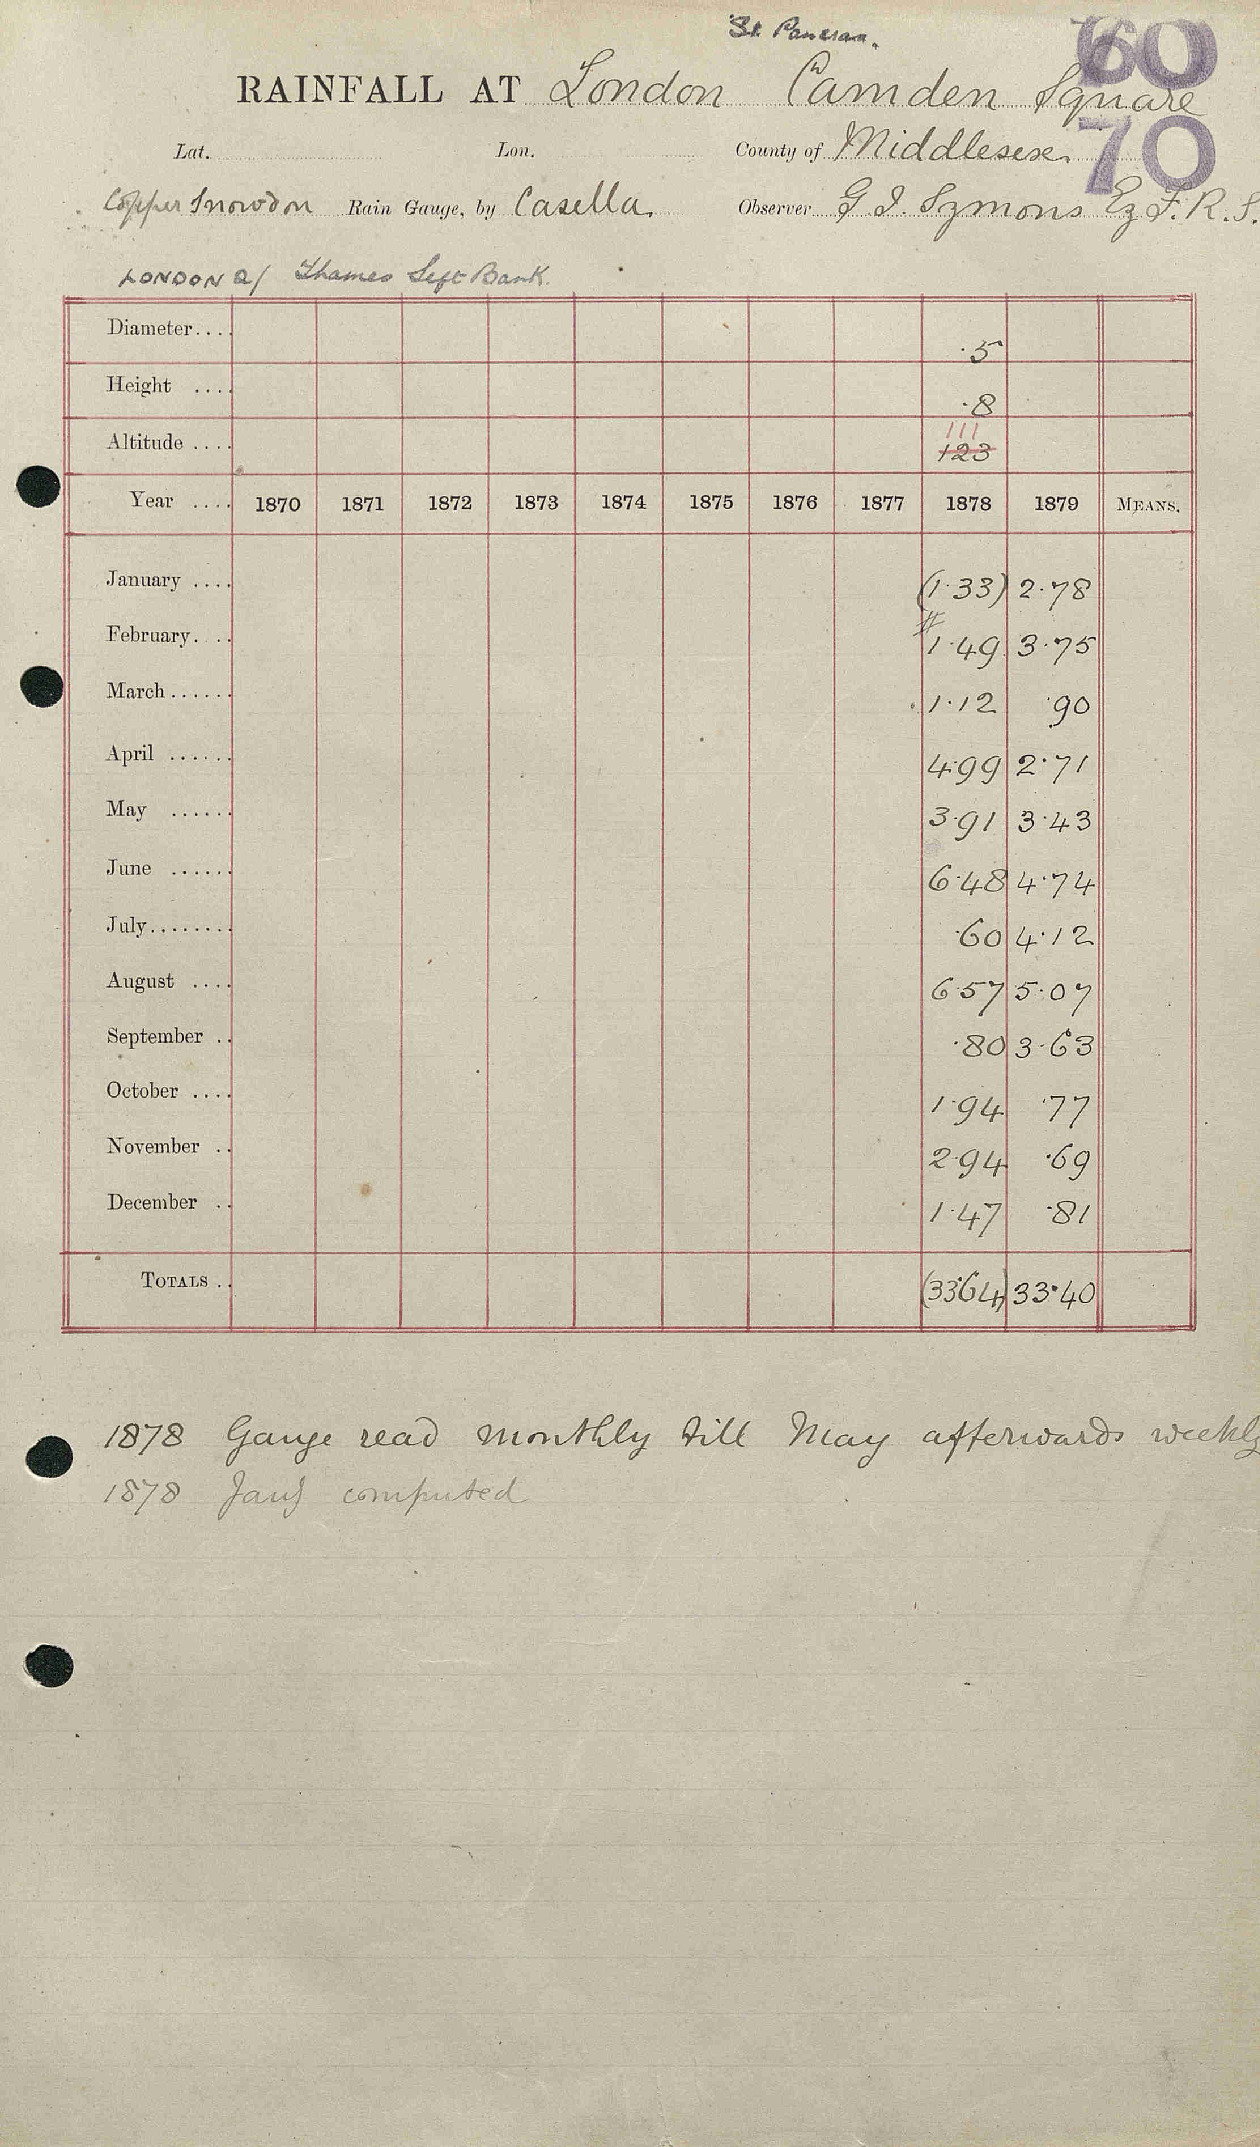 St Pancras.
60
RAINFALL AT London Camden Square
70
Lat. Lon. County of Middlesex
Copper Snowdon Rain Gauge, by Casella Observer G. J. Symons Ez F.R.S.
LONDON 2/ Thames Left Bank.
Diameter.... ·5
Height .... ·8
111
Altitude .... 123
Year .... 1870 1871 1872 1873 1874 1875 1876 1877 1878 1879 MEANS.
January .... (1·33) 2·78
February.... #1·49 3·75
March...... 1·12 ·90
April ...... 4·99 2·71
May ...... 3·91 3·43
June ...... 6·48 4·74
July........ ·60 4·12
August .... 6·57 5·07
September .. ·80 3·63
October .... 1·94 ·77
November .. 2·94 ·69
December .. 1·47 ·81
TOTALS .. (33·64) 33·40
1878 Gauge read monthly till May afterwards weekly
1878 Jany computed